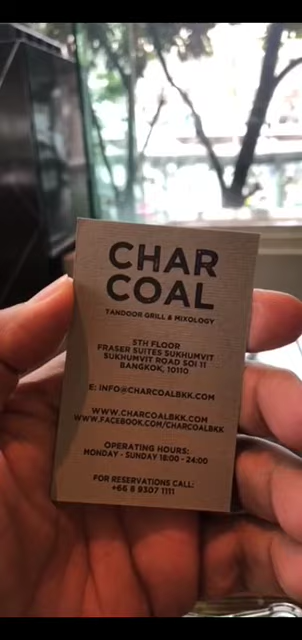 CHAR
COAL
TANDOOR GRILL & MIXOLOGY
5TH FLOOR
FRASER SUITES SUKHUMVIT
SUKHUMVIT ROAD SOI 11
BANGKOK, 10110
E: INFO@CHARCOALBKK.COM
WWW.CHARCOALBKK.COM
WWW.FACEBOOK.COM/CHARCOALBKK
OPERATING HOURS:
MONDAY - SUNDAY 18:00 - 24:00
FOR RESERVATIONS CALL:
+66 8 9307 1111